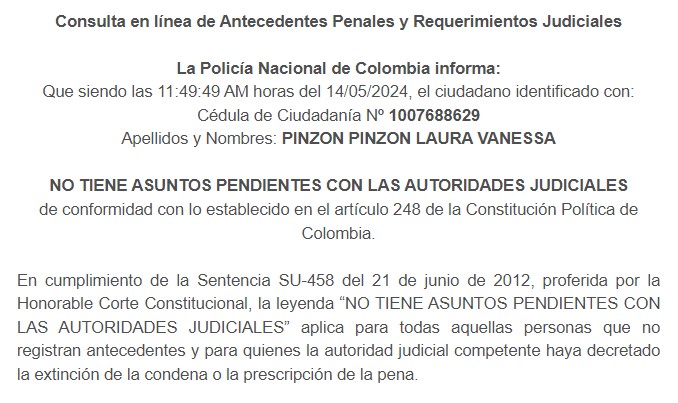 Consulta en línea de Antecedentes Penales y Requerimientos Judiciales
La Policía Nacional de Colombia informa:
Que siendo las 11:49:49 AM horas del 14/05/2024, el ciudadano identificado con:
Cédula de Ciudadanía Nº 1007688629
Apellidos y Nombres: PINZON PINZON LAURA VANESSA
NO TIENE ASUNTOS PENDIENTES CON LAS AUTORIDADES JUDICIALES
de conformidad con lo establecido en el artículo 248 de la Constitución Política de
Colombia.
En cumplimiento de la Sentencia SU-458 del 21 de junio de 2012, proferida por la
Honorable Corte Constitucional, la leyenda “NO TIENE ASUNTOS PENDIENTES CON
LAS AUTORIDADES JUDICIALES” aplica para todas aquellas personas que no
registran antecedentes y para quienes la autoridad judicial competente haya decretado
la extinción de la condena o la prescripción de la pena.